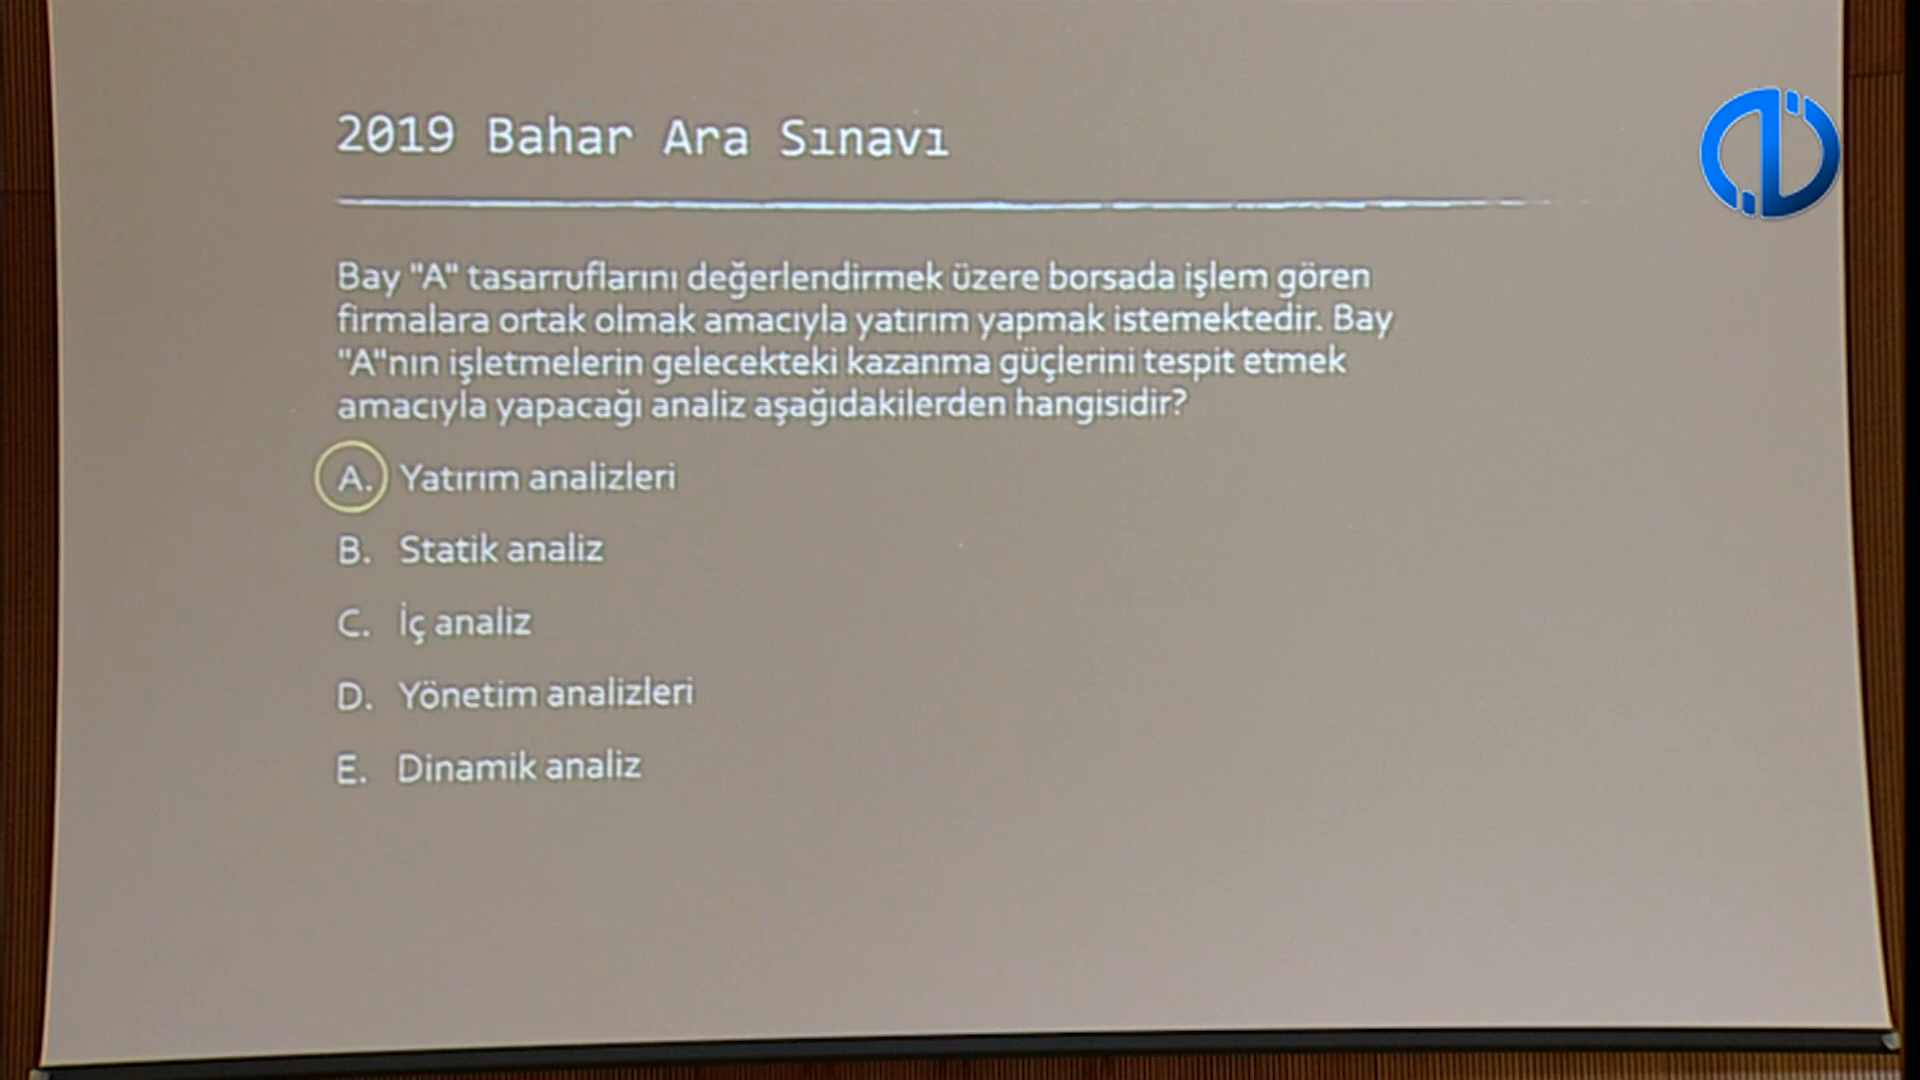 2019 Bahar Ara Sınavı
Bay "A" tasarruflarını değerlendirmek üzere borsada işlem gören
firmalara ortak olmak amacıyla yatırım yapmak istemektedir. Bay
"A"nın işletmelerin gelecekteki kazanma güçlerini tespit etmek
amacıyla yapacağı analiz aşağıdakilerden hangisidir?
A. Yatırım analizleri
B. Statik analiz
C. İç analiz
D. Yönetim analizleri
E. Dinamik analiz